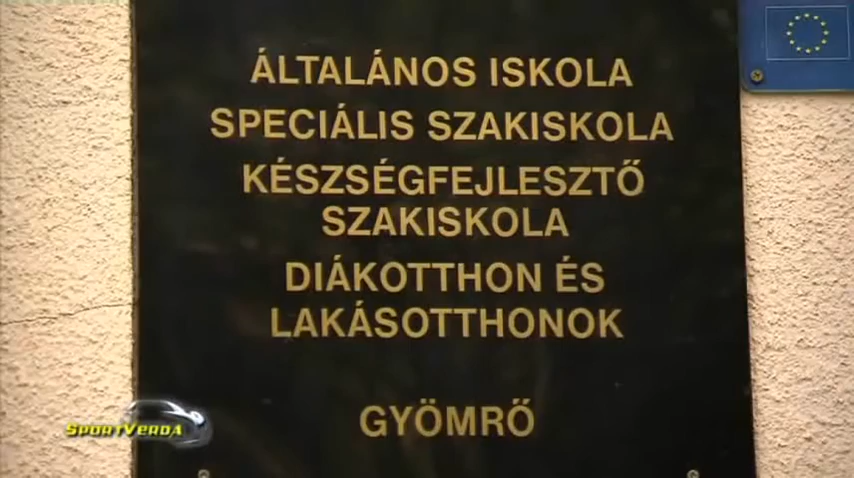 ÁLTALÁNOS ISKOLA
SPECIÁLIS SZAKISKOLA
KÉSZSÉGFEJLESZTŐ
SZAKISKOLA
DIÁKOTTHON ÉS
LAKÁSOTTHONOK
GYÖMRŐ
SPORTVERDA